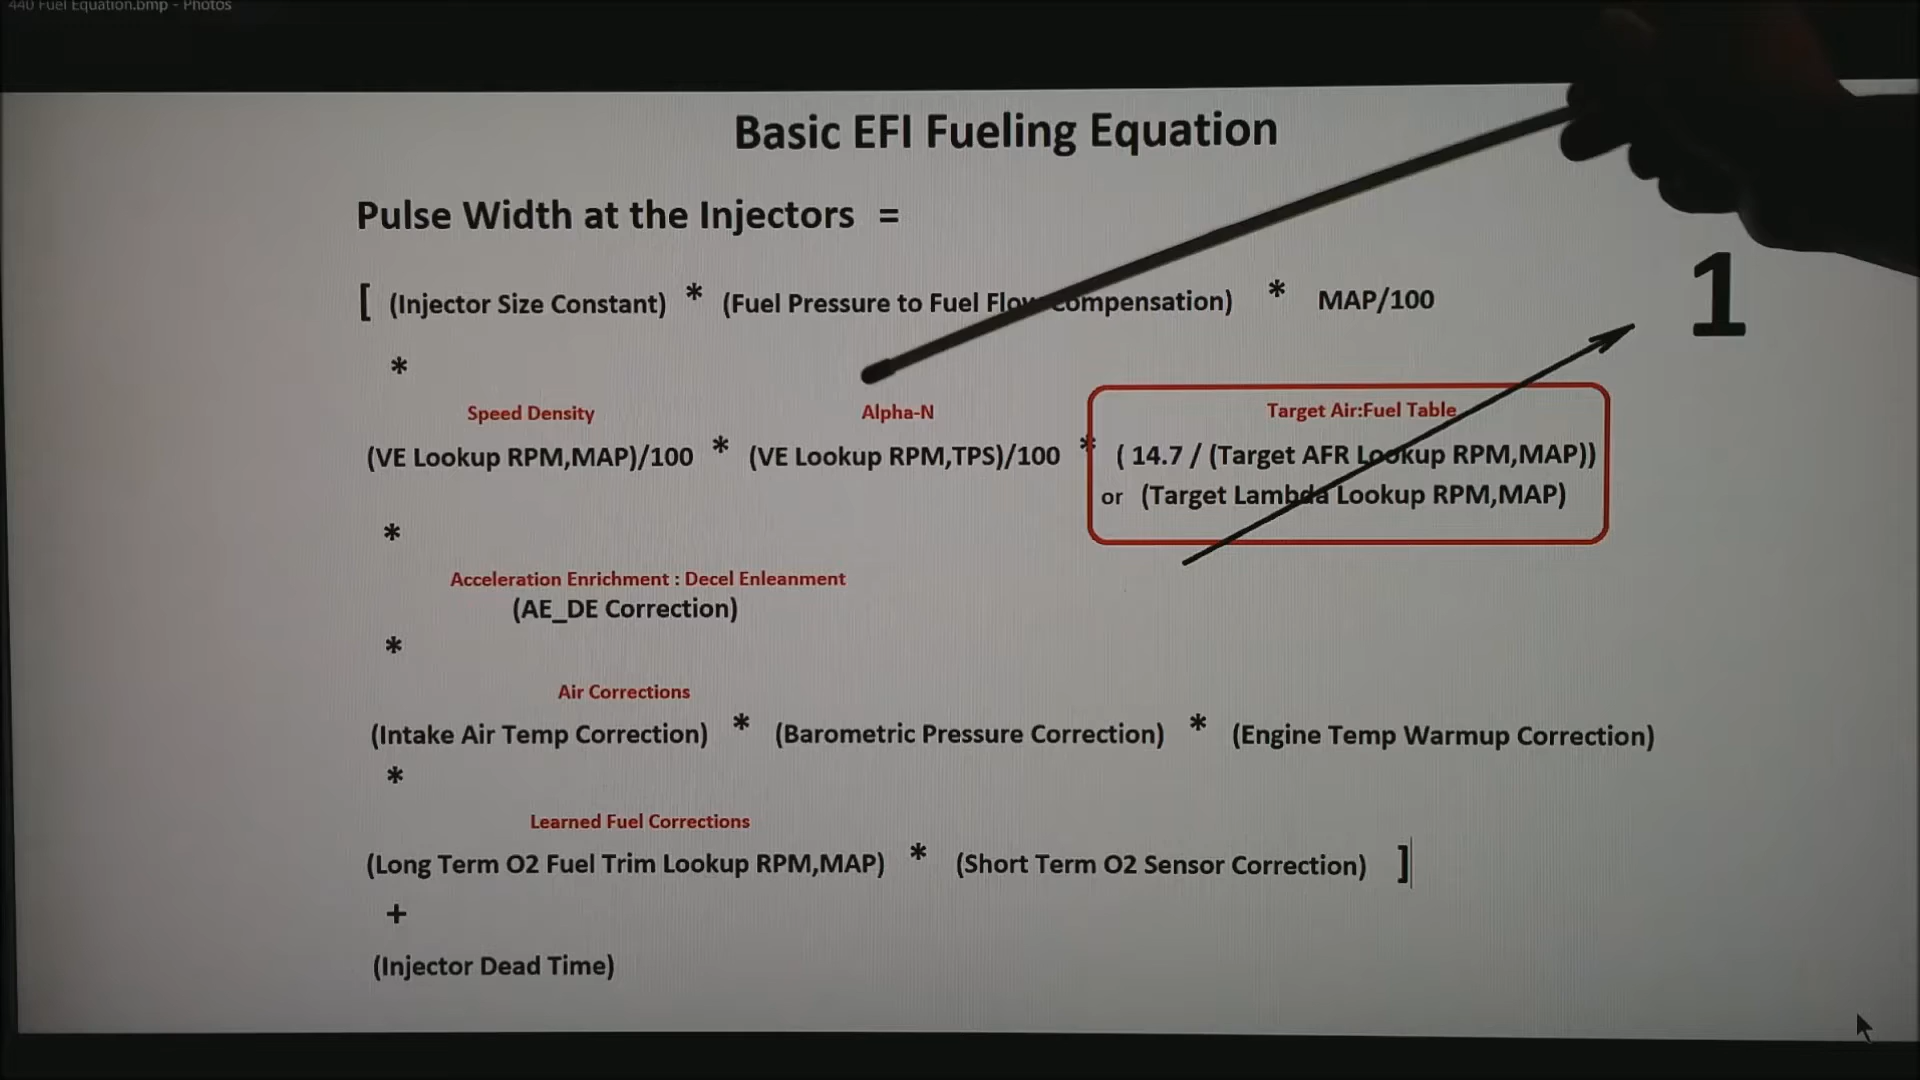 440 Fuel Equation.bmp - Photos
Basic EFI Fueling Equation
Pulse Width at the Injectors =
[ (Injector Size Constant) * (Fuel Pressure to Fuel Flow Compensation) * MAP/100
1
*
Speed Density Alpha-N Target Air:Fuel Table
(VE Lookup RPM,MAP)/100 * (VE Lookup RPM,TPS)/100 * ( 14.7 / (Target AFR Lookup RPM,MAP))
or (Target Lambda Lookup RPM,MAP)
*
Acceleration Enrichment : Decel Enleanment
(AE_DE Correction)
*
Air Corrections
(Intake Air Temp Correction) * (Barometric Pressure Correction) * (Engine Temp Warmup Correction)
*
Learned Fuel Corrections
(Long Term O2 Fuel Trim Lookup RPM,MAP) * (Short Term O2 Sensor Correction) ]
+
(Injector Dead Time)